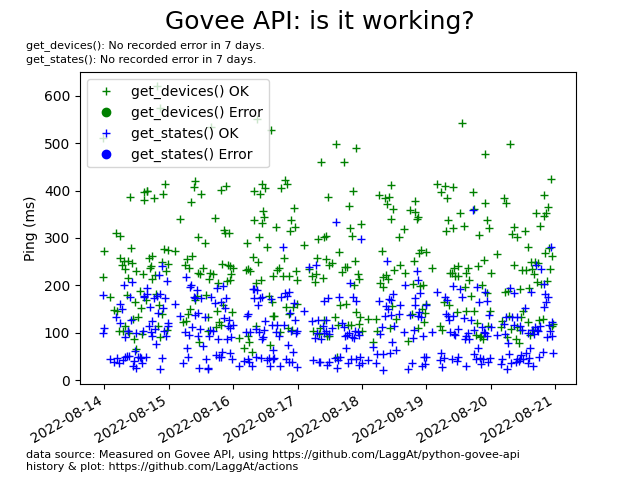 Govee API: is it working?
get_devices(): No recorded error in 7 days.
get_states(): No recorded error in 7 days.
get_devices() OK
get_devices() Error
get_states() OK
get_states() Error
Ping (ms)
600
500
400
300
200
100
0
2022-08-14
2022-08-15
2022-08-16
2022-08-17
2022-08-18
2022-08-19
2022-08-20
2022-08-21
data source: Measured on Govee API, using https://github.com/LaggAt/python-govee-api
history & plot: https://github.com/LaggAt/actions